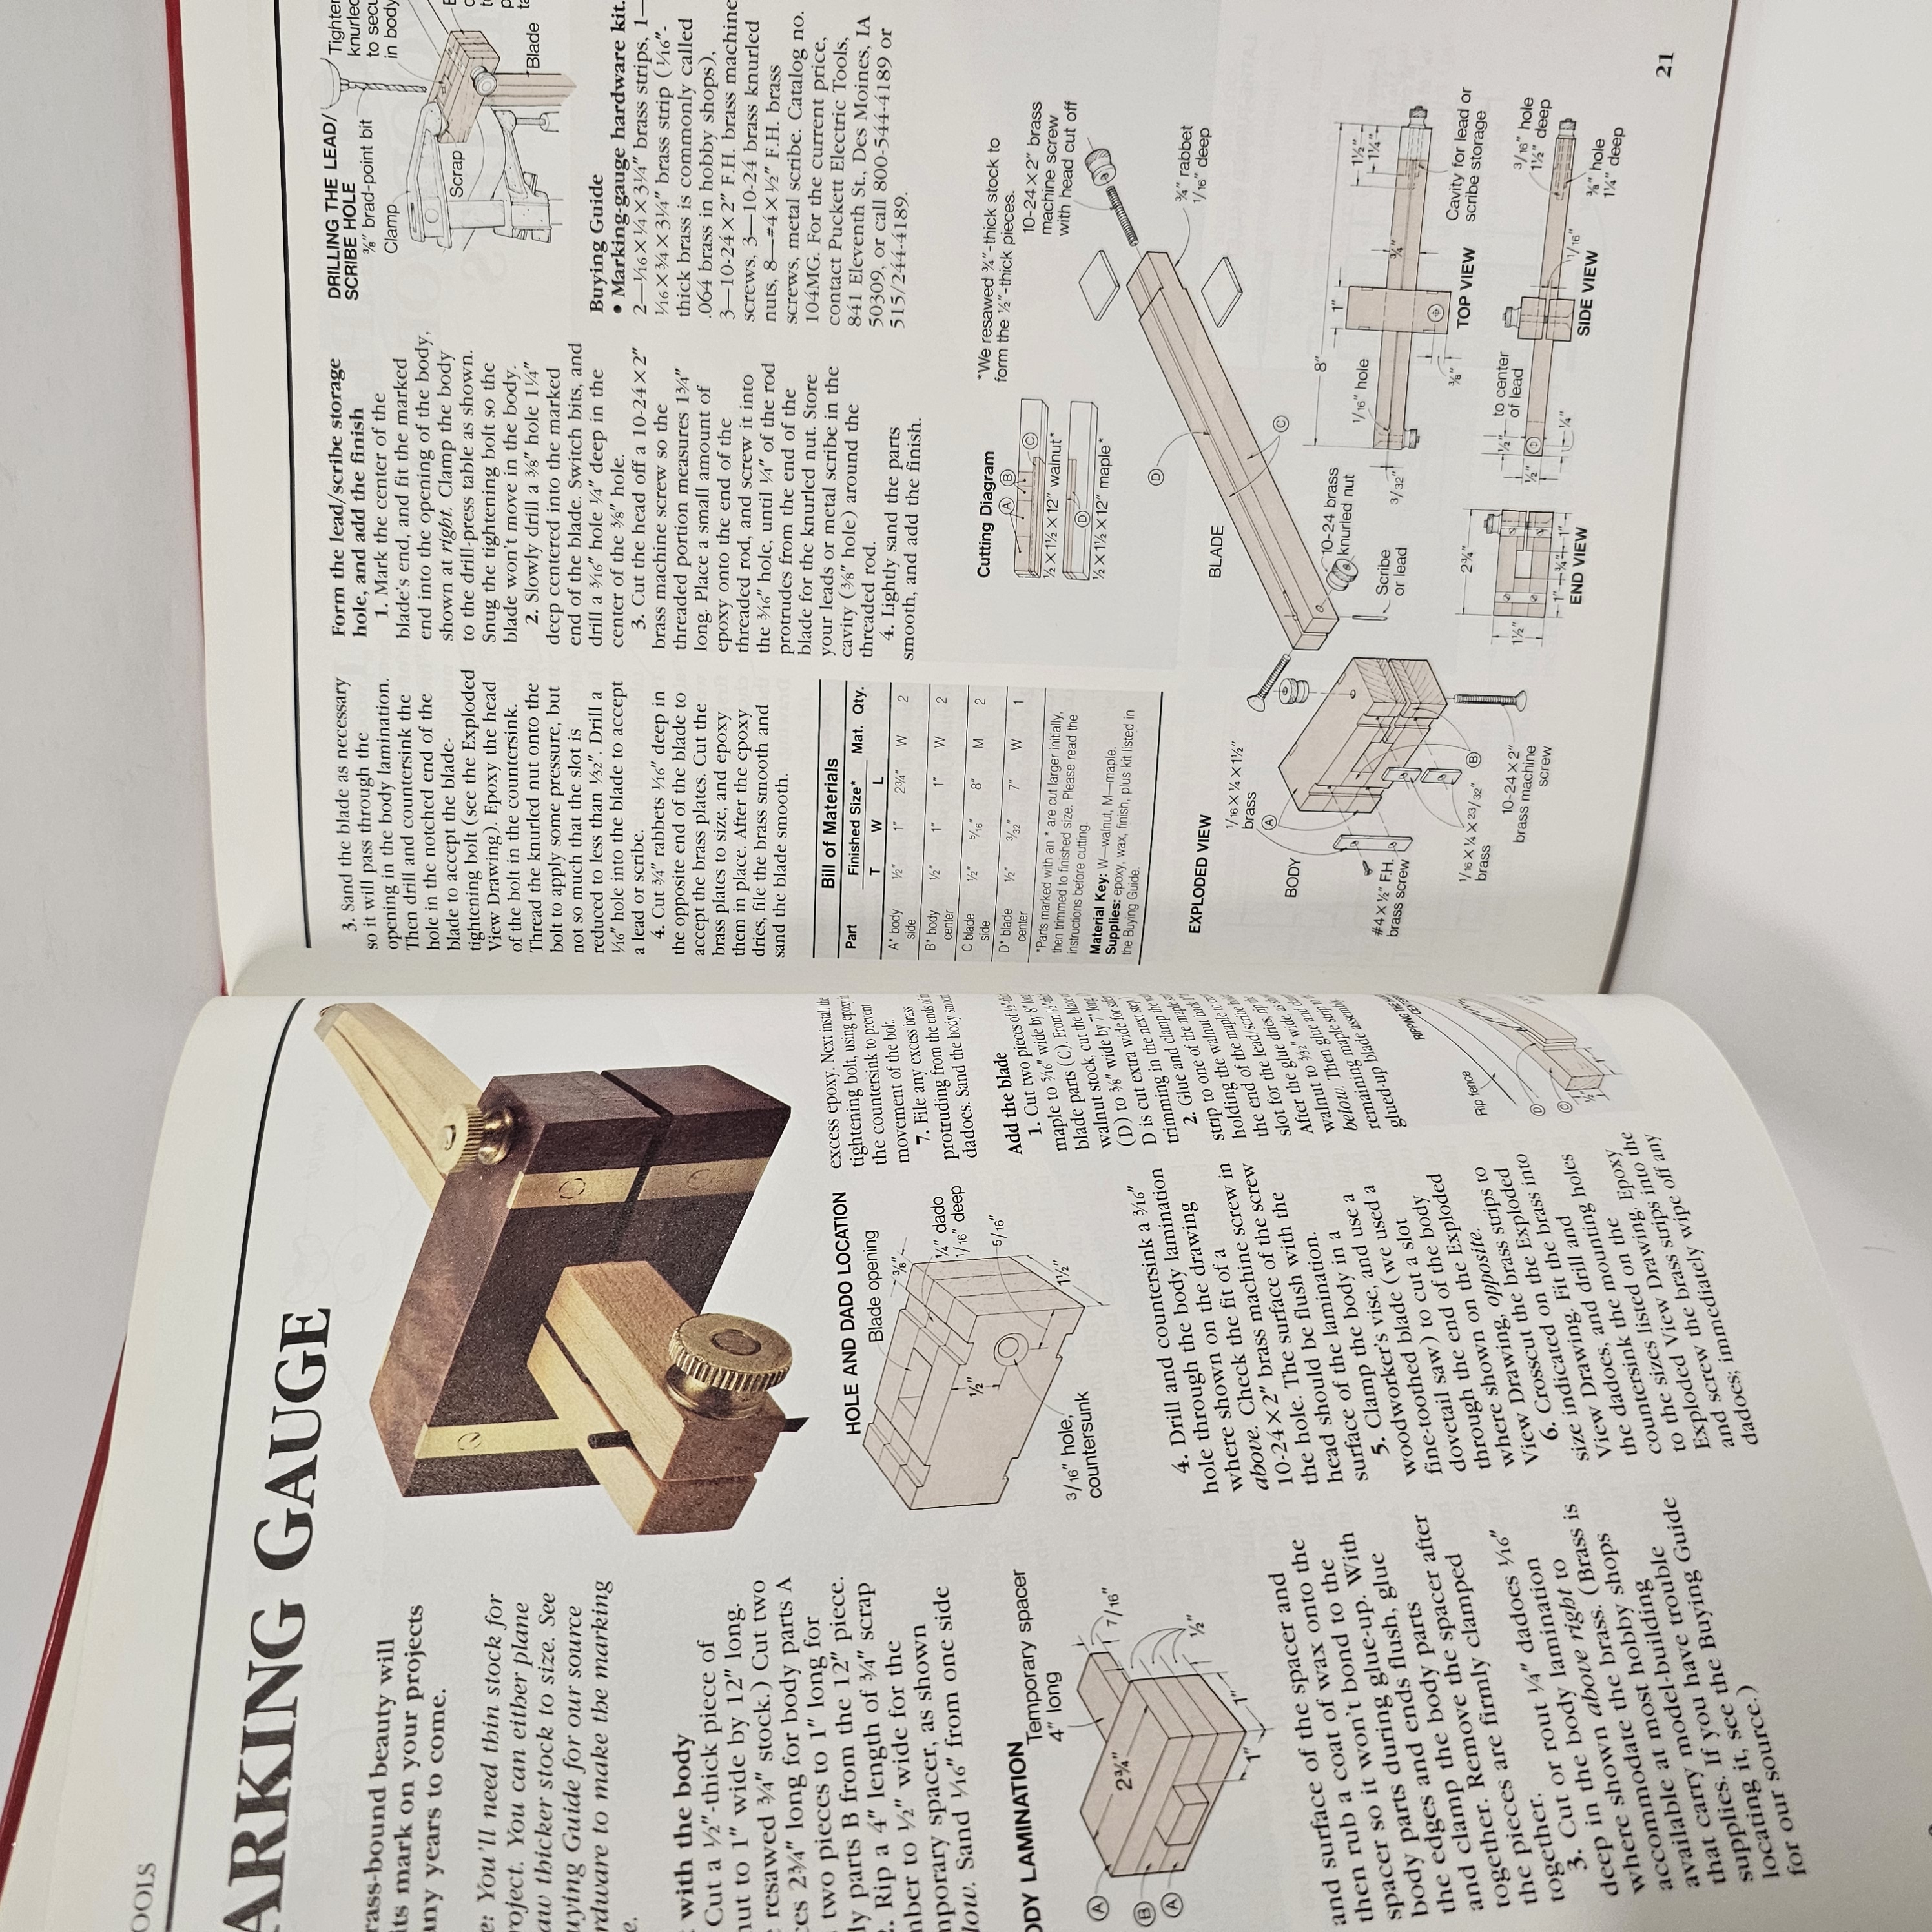 OOLS
ARKING GAUGE
rass-bound beauty will
its mark on your projects
any years to come.
e: You'll need thin stock for
roject. You can either plane
aw thicker stock to size. See
uying Guide for our source
rdware to make the marking
e.
with the body
Cut a ½"-thick piece of
nut to 1" wide by 12" long.
resawed ¾" stock.) Cut two
ces 2¾" long for body parts A
two pieces to 1" long for
dy parts B from the 12" piece.
2. Rip a 4" length of ¾" scrap
mber to ½" wide for the
mporary spacer, as shown
low. Sand 1/16" from one side
ODY LAMINATION
Temporary spacer
4" long
A
B
A
2¾"
7/16"
½"
1"
1"
and surface of the spacer and
then rub a coat of wax onto the
spacer so it won't bond to the
body parts during glue-up. With
the edges and ends flush, glue
and clamp the body parts
together. Remove the spacer after
the pieces are firmly clamped
together.
3. Cut or rout ¼" dadoes 1/16"
deep in the body lamination
where shown above right to
accommodate the brass. (Brass is
available at most hobby shops
that carry model-building
supplies. If you have trouble
locating it, see the Buying Guide
for our source.)
HOLE AND DADO LOCATION
Blade opening
⅜"
¼" dado
1/16" deep
½"
5/16"
3/16" hole,
countersunk
1½"
4. Drill and countersink a 3/16"
hole through the body lamination
where shown on the drawing
above. Check the fit of a
10-24×2" brass machine screw in
the hole. The surface of the screw
head should be flush with the
surface of the lamination.
5. Clamp the body in a
woodworker's vise, and use a
fine-toothed blade (we used a
dovetail saw) to cut a slot
through the end of the body
where shown on the Exploded
View Drawing, opposite.
6. Crosscut the brass strips to
size indicated on the Exploded
View Drawing. Fit the brass into
the dadoes, and drill and
countersink the mounting holes
to the sizes listed on the
Exploded View Drawing. Epoxy
and screw the brass strips into the
dadoes; immediately wipe off any
excess epoxy. Next install the
tightening bolt, using epoxy in
the countersink to prevent
movement of the bolt.
7. File any excess brass
protruding from the ends of the
dadoes. Sand the body smooth.
Add the blade
1. Cut two pieces of ½"-thick
maple to 5/16" wide by 8" long
blade parts (C). From ½"-thick
walnut stock, cut the blade
(D) to ⅜" wide by 7" long.
D is cut extra wide for safe
trimming in the next step.)
2. Glue and clamp the
strip to one of the maple
holding the walnut back 1"
the end of the maple to
slot for the lead/scribe
After the glue dries, rip the
walnut to 3/32" wide, as
below. Then glue and clamp
remaining maple strip to
glued-up blade assembly.
RIPPING THE
Rip fence
D
C
½"
1"
3. Sand the blade as necessary
so it will pass through the
opening in the body lamination.
Then drill and countersink the
hole in the notched end of the
blade to accept the blade-
tightening bolt (see the Exploded
View Drawing). Epoxy the head
of the bolt in the countersink.
Thread the knurled nut onto the
bolt to apply some pressure, but
not so much that the slot is
reduced to less than 1/32". Drill a
1/16" hole into the blade to accept
a lead or scribe.
4. Cut ¾" rabbets 1/16" deep in
the opposite end of the blade to
accept the brass plates. Cut the
brass plates to size, and epoxy
them in place. After the epoxy
dries, file the brass smooth and
sand the blade smooth.
Bill of Materials
Part Finished Size* Mat. Qty.
T W L
A* body side ½" 1" 2¾" W 2
B* body center ½" 1" 1" W 2
C blade side ½" 5/16" 8" M 2
D* blade center ½" 3/32" 7" W 1
*Parts marked with an * are cut larger initially,
then trimmed to finished size. Please read the
instructions before cutting.
Material Key: W—walnut, M—maple.
Supplies: epoxy, wax, finish, plus kit listed in
the Buying Guide.
Form the lead/scribe storage
hole, and add the finish
1. Mark the center of the
blade's end, and fit the marked
end into the opening of the body,
shown at right. Clamp the body
to the drill-press table as shown.
Snug the tightening bolt so the
blade won't move in the body.
2. Slowly drill a ⅜" hole 1¼"
deep centered into the marked
end of the blade. Switch bits, and
drill a 3/16" hole ¼" deep in the
center of the ⅜" hole.
3. Cut the head off a 10-24×2"
brass machine screw so the
threaded portion measures 1¾"
long. Place a small amount of
epoxy onto the end of the
threaded rod, and screw it into
the 3/16" hole, until ¼" of the rod
protrudes from the end of the
blade for the knurled nut. Store
your leads or metal scribe in the
cavity (⅜" hole) around the
threaded rod.
4. Lightly sand the parts
smooth, and add the finish.
DRILLING THE LEAD/
SCRIBE HOLE
⅜" brad-point bit
Clamp
Scrap
Tighten
knurled
to secu
in body
Blade
Buying Guide
• Marking-gauge hardware kit.
2—1/16×¼×3¼" brass strips, 1—
1/16×¾×3¼" brass strip (1/16"-
thick brass is commonly called
.064 brass in hobby shops),
3—10-24×2" F.H. brass machine
screws, 3—10-24 brass knurled
nuts, 8—#4×½" F.H. brass
screws, metal scribe. Catalog no.
104MG. For the current price,
contact Puckett Electric Tools,
841 Eleventh St., Des Moines, IA
50309, or call 800-544-4189 or
515/244-4189.
Cutting Diagram
A B
C
½×1½×12" walnut*
D
½×1½×12" maple*
*We resawed ¾"-thick stock to
form the ½"-thick pieces.
10-24×2" brass
machine screw
with head cut off
EXPLODED VIEW
1/16×¼×1½"
brass
A
BODY
#4×½" F.H.
brass screw
1/16×¼×23/32"
brass
B
10-24×2"
brass machine
screw
BLADE
D
C
¾" rabbet
1/16" deep
10-24 brass
knurled nut
Scribe
or lead
8"
1"
1½"
1¼"
1/16" hole
3/32"
¾"
⅜"
TOP VIEW
Cavity for lead or
scribe storage
2¾"
1½"
1" ¾" 1"
END VIEW
½"
to center
of lead
½"
¼"
1/16"
SIDE VIEW
3/16" hole
1½" deep
⅜" hole
1¼" deep
21